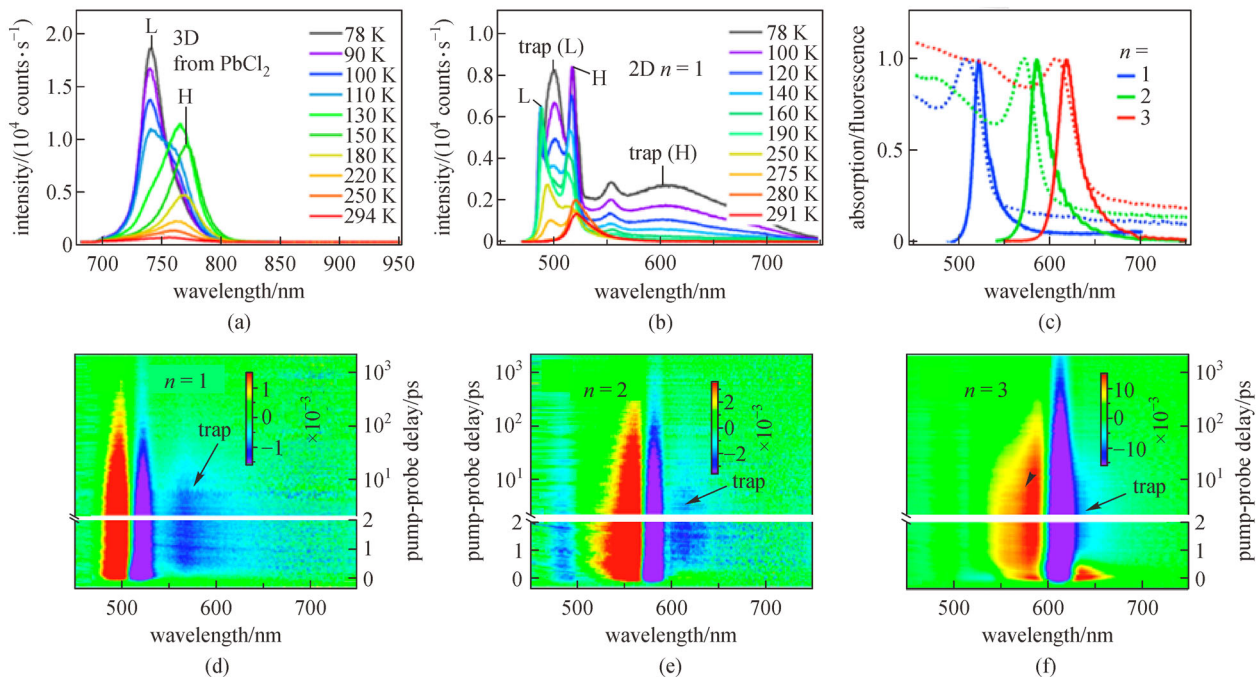 intensity/(10⁴ counts·s⁻¹)
2.0
1.5
1.0
0.5
0
L
3D
from PbCl₂
H
78 K
90 K
100 K
110 K
130 K
150 K
180 K
220 K
250 K
294 K
700 750 800 850 900 950
wavelength/nm
(a)
intensity/(10⁴ counts·s⁻¹)
1.0
0.8
0.6
0.4
0.2
0
trap (L)
H
2D n = 1
L
trap (H)
78 K
100 K
120 K
140 K
160 K
190 K
250 K
275 K
280 K
291 K
500 600 700
wavelength/nm
(b)
absorption/fluorescence
1.0
0.5
0
n =
1
2
3
500 600 700
wavelength/nm
(c)
n = 1
1
0
−1
×10⁻³
trap
10³
10²
10¹
2
1
0
pump-probe delay/ps
500 600 700
wavelength/nm
(d)
pump-probe delay/ps
10³
10²
10¹
2
1
0
n = 2
2
0
−2
×10⁻³
trap
500 600 700
wavelength/nm
(e)
n = 3
10
0
−10
×10⁻³
trap
10³
10²
10¹
2
1
0
pump-probe delay/ps
500 600 700
wavelength/nm
(f)